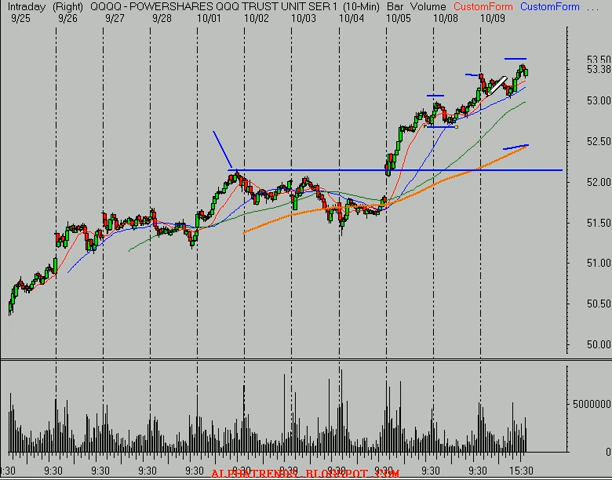 Intraday (Right) QQQQ - POWERSHARES QQQ TRUST UNIT SER 1 (10-Min) Bar Volume CustomForm CustomForm ...
9/25 9/26 9/27 9/28 10/01 10/02 10/03 10/04 10/05 10/08 10/09
53.50
53.38
53.00
52.50
52.00
51.50
51.00
50.50
50.00
5000000
0
9:30 9:30 9:30 9:30 9:30 9:30 9:30 9:30 9:30 9:30 15:30
ALPHATRENDS.BLOGSPOT.COM